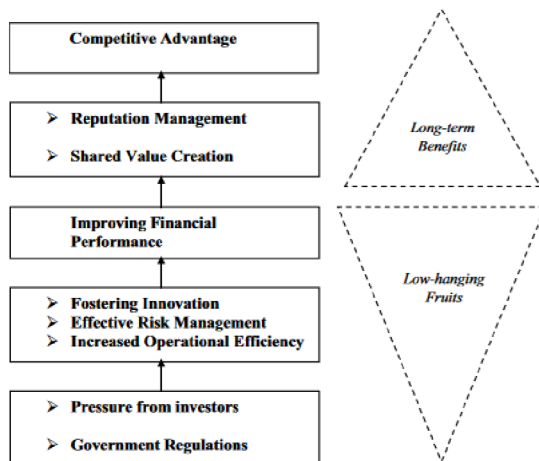 Competitive Advantage
➢ Reputation Management
➢ Shared Value Creation
Long-term
Benefits
Improving Financial
Performance
Low-hanging
Fruits
➢ Fostering Innovation
➢ Effective Risk Management
➢ Increased Operational Efficiency
➢ Pressure from investors
➢ Government Regulations